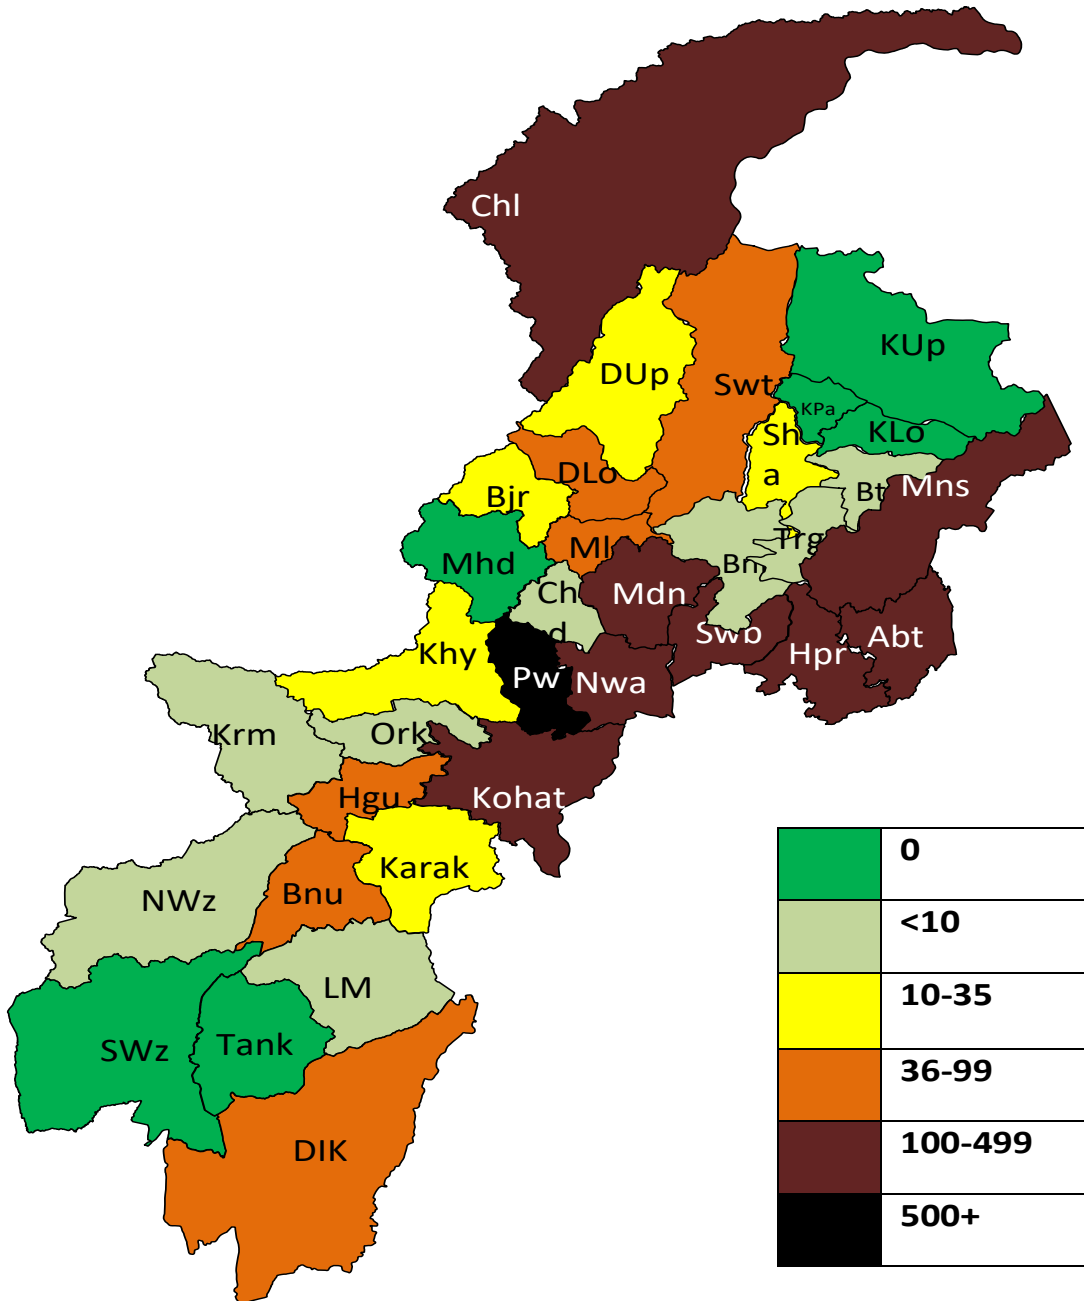 Chl
KUp
DUp
Swt
KPa
KLo
Sh
a
DLo
Bjr
Bt
Mns
Trg
Ml
Mhd
Bn
Ch
d
Mdn
Swb
Abt
Hpr
Khy
Pw
Nwa
Krm
Ork
Hgu
Kohat
Karak
NWz
Bnu
LM
SWz
Tank
DIK
0
<10
10-35
36-99
100-499
500+